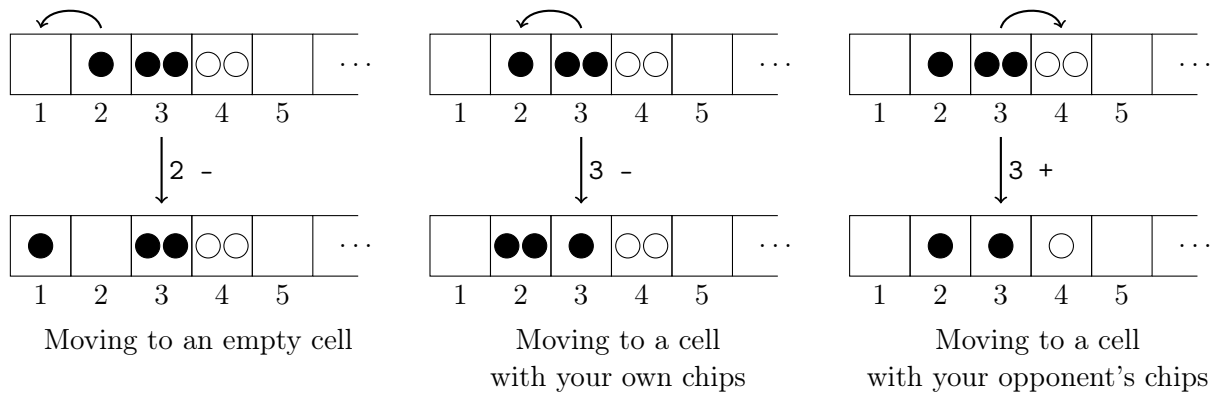 ··· ··· ···
1 2 3 4 5 1 2 3 4 5 1 2 3 4 5
2 - 3 - 3 +
··· ··· ···
1 2 3 4 5 1 2 3 4 5 1 2 3 4 5
Moving to an empty cell
Moving to a cell
with your own chips
Moving to a cell
with your opponent's chips